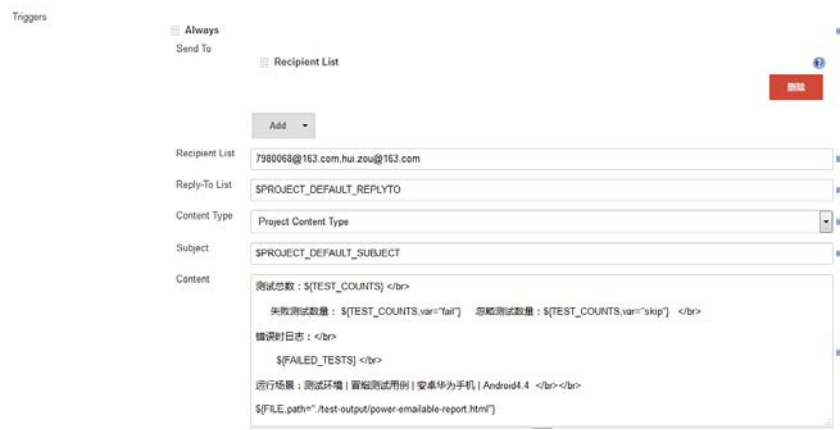 Triggers
Always
Send To
Recipient List
删除
Add
Recipient List
7980068@163.com,hui.zou@163.com
Reply-To List
$PROJECT_DEFAULT_REPLYTO
Content Type
Project Content Type
Subject
$PROJECT_DEFAULT_SUBJECT
Content
测试总数：${TEST_COUNTS} </br>
失败测试数量： ${TEST_COUNTS,var="fail"} 忽略测试数量：${TEST_COUNTS,var="skip"} </br>
错误时日志：</br>
${FAILED_TESTS} </br>
运行场景：测试环境 | 冒烟测试用例 | 安卓华为手机 | Android4.4 </br></br>
${FILE,path="./test-output/power-emailable-report.html"}